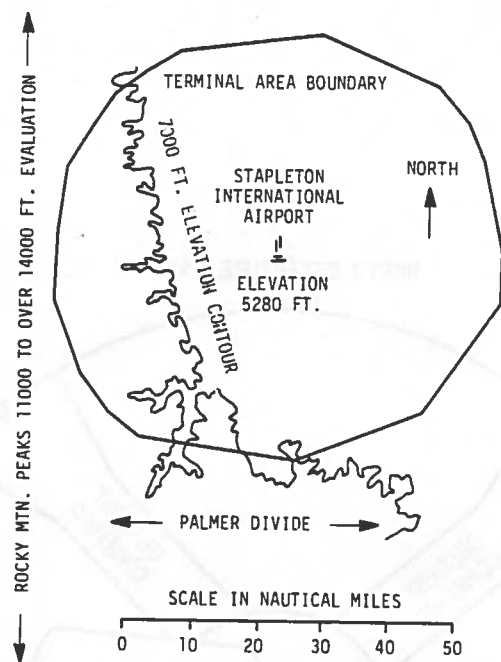 TERMINAL AREA BOUNDARY
ROCKY MTN. PEAKS 11000 TO OVER 14000 FT. EVALUATION
7000 FT. ELEVATION CONTOUR
STAPLETON
INTERNATIONAL
AIRPORT
ELEVATION
5280 FT.
NORTH
PALMER DIVIDE
SCALE IN NAUTICAL MILES
0 10 20 30 40 50